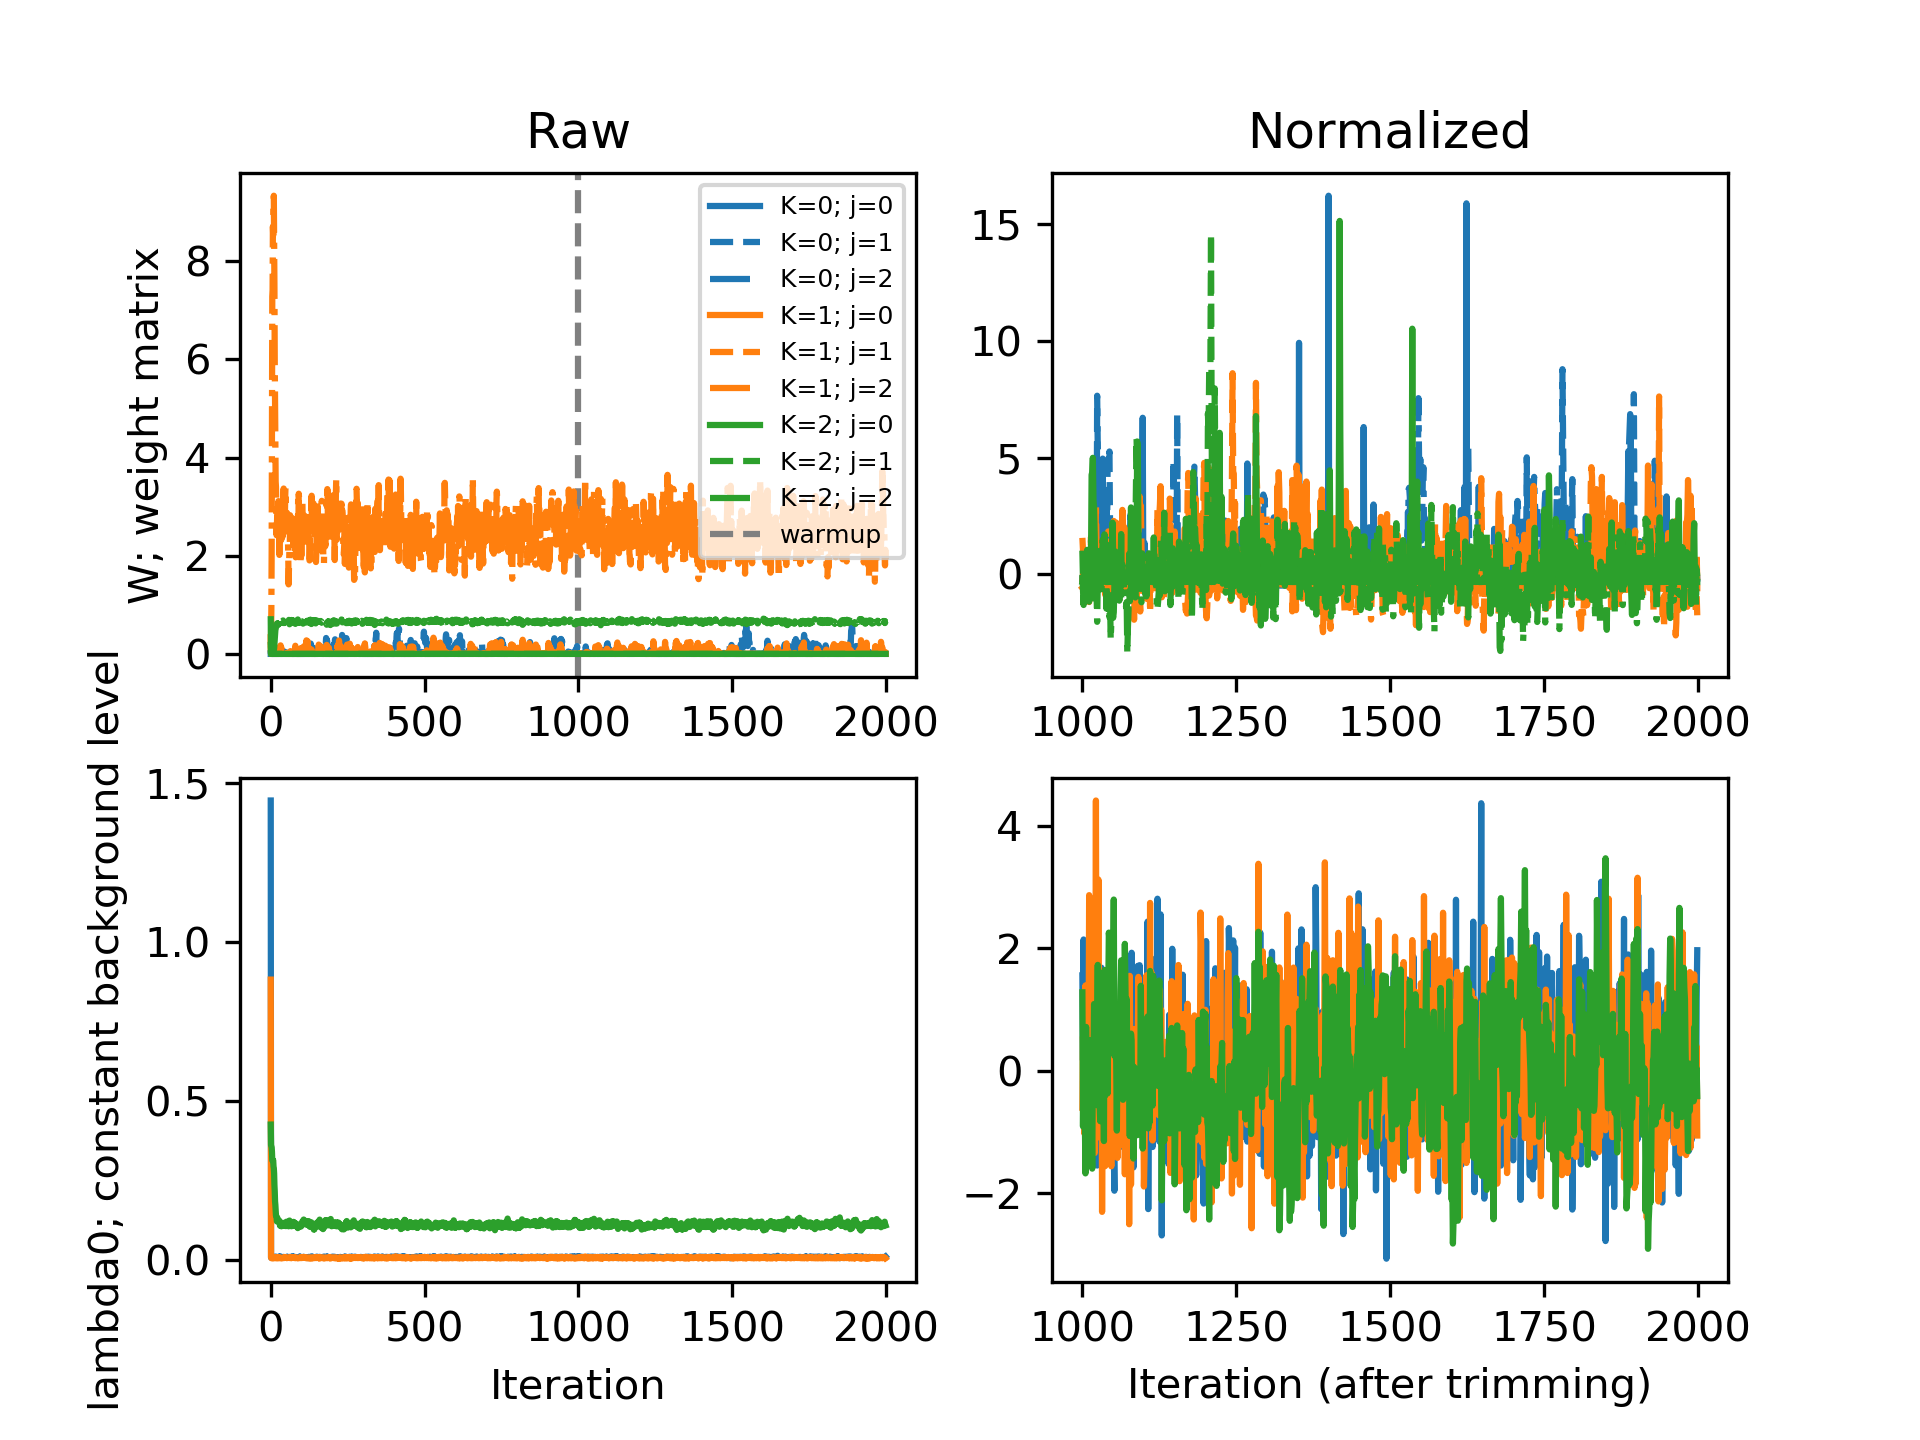 Raw
Normalized
W; weight matrix
8
6
4
2
0
K=0; j=0
K=0; j=1
K=0; j=2
K=1; j=0
K=1; j=1
K=1; j=2
K=2; j=0
K=2; j=1
K=2; j=2
warmup
0 500 1000 1500 2000
15
10
5
0
1000 1250 1500 1750 2000
lambda0; constant background level
1.5
1.0
0.5
0.0
0 500 1000 1500 2000
Iteration
4
2
0
−2
1000 1250 1500 1750 2000
Iteration (after trimming)